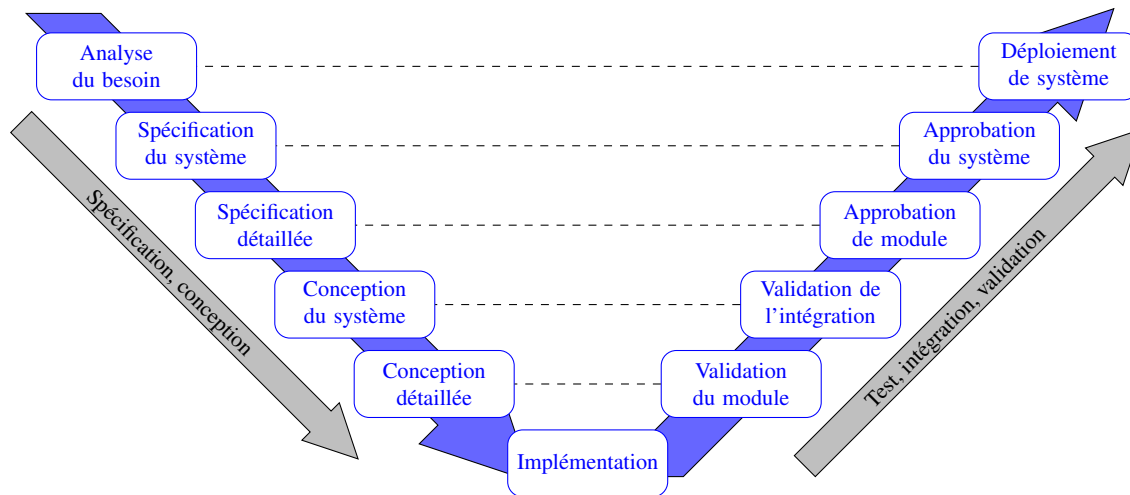 Analyse
du besoin
Déploiement
de système
Spécification
du système
Approbation
du système
Spécification
détaillée
Approbation
de module
Conception
du système
Validation de
l'intégration
Conception
détaillée
Validation
du module
Implémentation
Spécification, conception
Test, intégration, validation